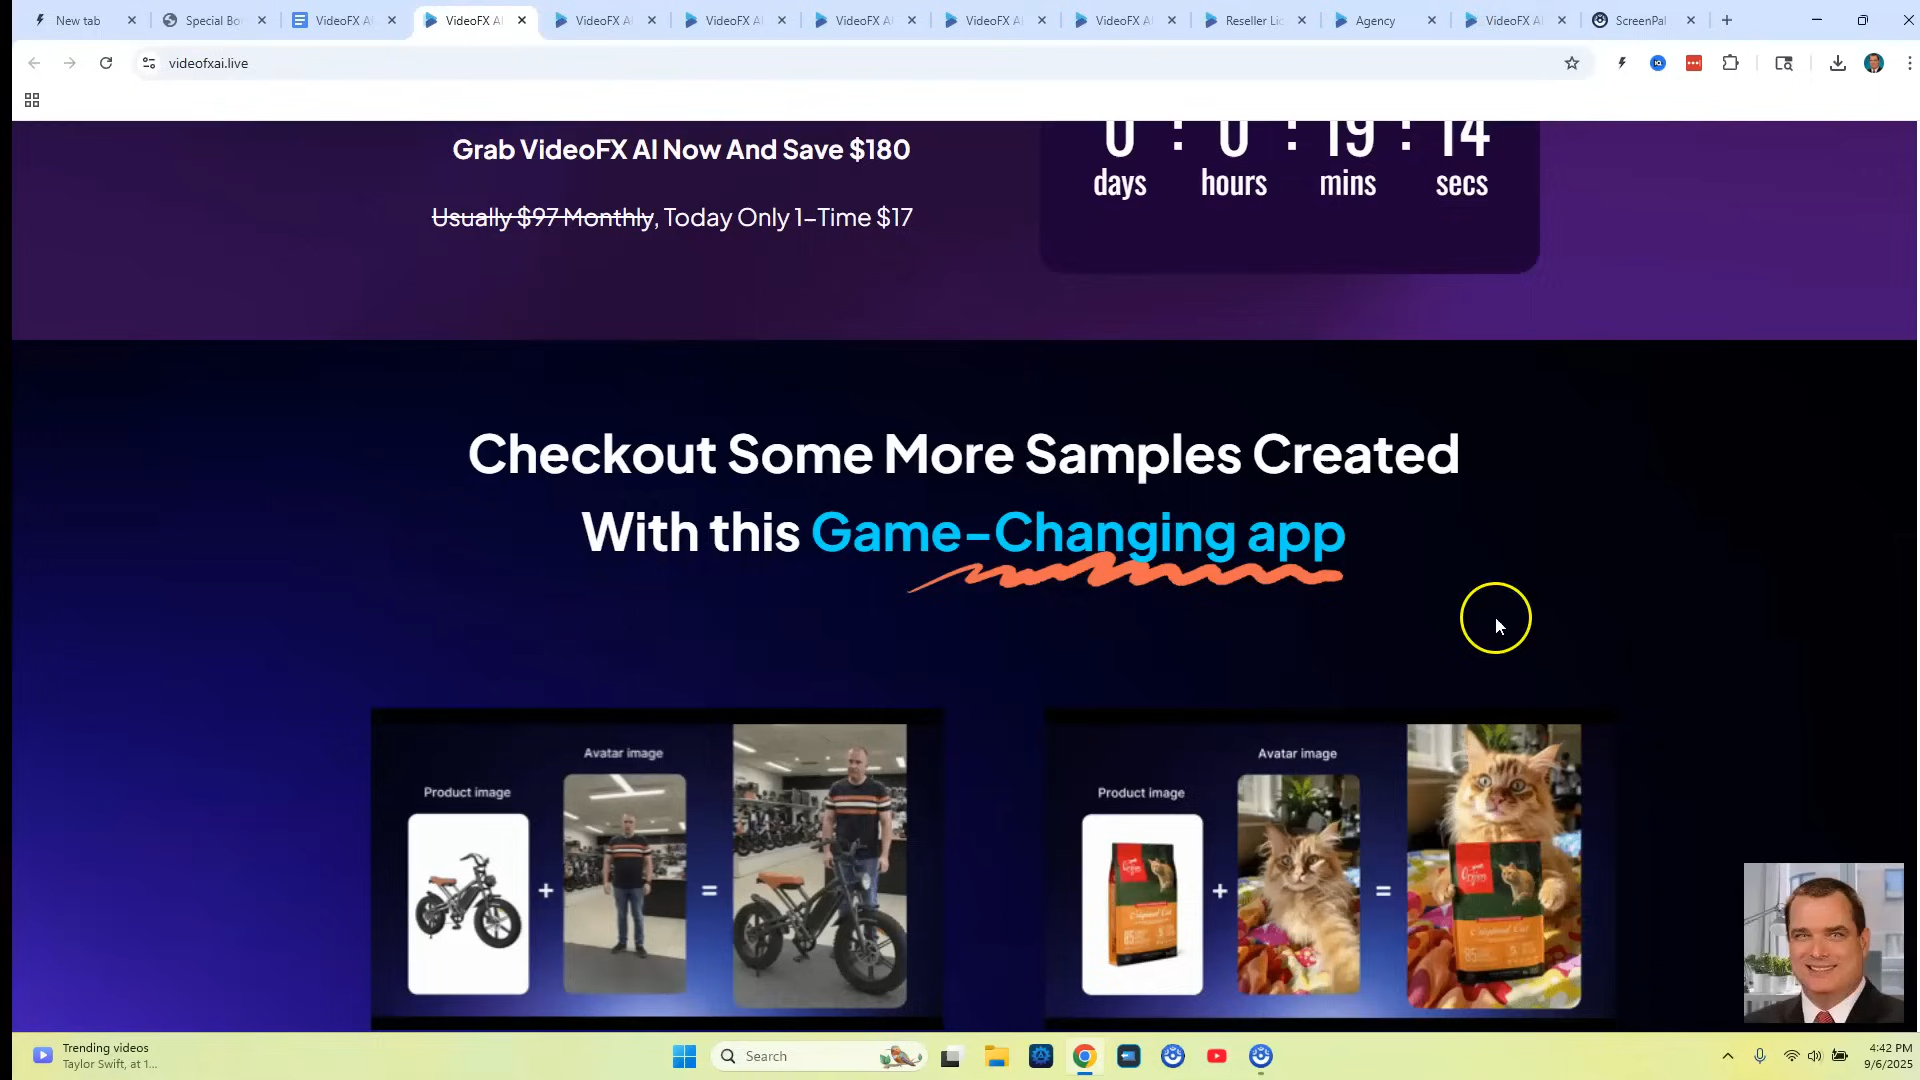 New tab
Special Bo
VideoFX AI
VideoFX AI
VideoFX AI
VideoFX AI
VideoFX AI
VideoFX AI
VideoFX AI
Reseller Lic
Agency
VideoFX AI
ScreenPal
videofxai.live
Grab VideoFX AI Now And Save $180
Usually $97 Monthly, Today Only 1-Time $17
0 : 0 : 19 : 14
days hours mins secs
Checkout Some More Samples Created
With this Game-Changing app
Product image
Avatar image
+
=
Product image
Avatar image
+
=
Trending videos
Taylor Swift, at 1...
Search
4:42 PM
9/6/2025